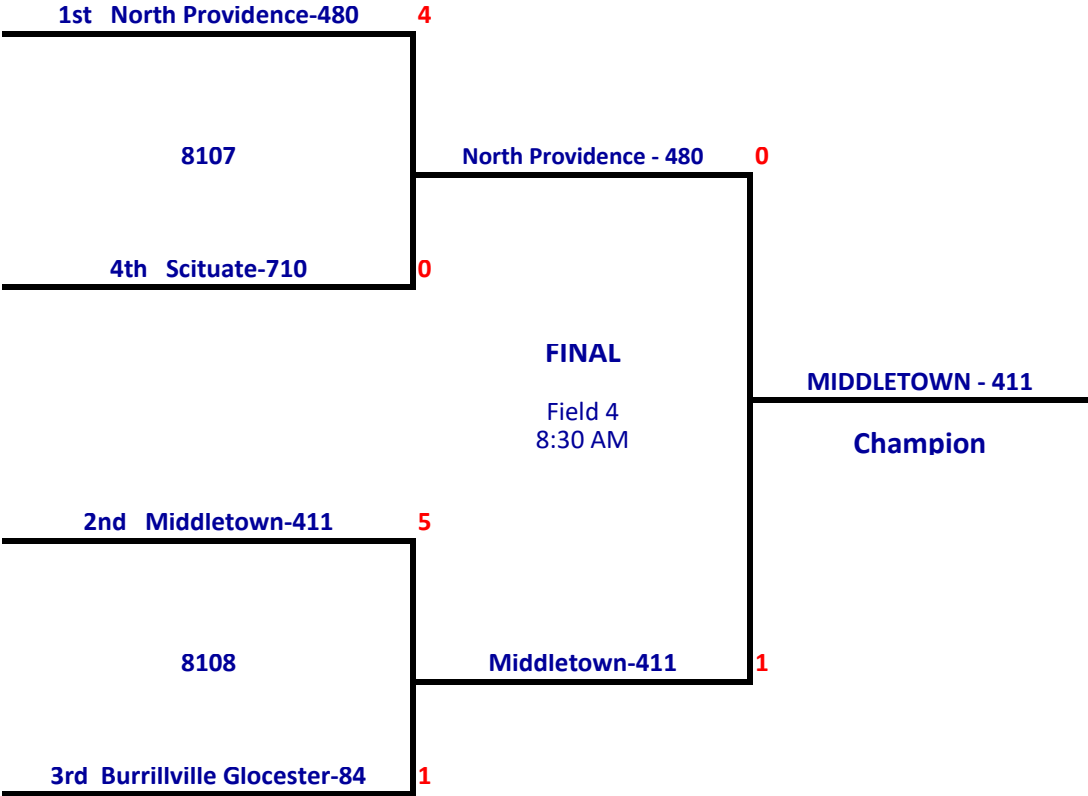 1st North Providence-480 4
8107
North Providence - 480 0
4th Scituate-710 0
FINAL
MIDDLETOWN - 411
Field 4
8:30 AM
Champion
2nd Middletown-411 5
8108
Middletown-411 1
3rd Burrillville Glocester-84 1